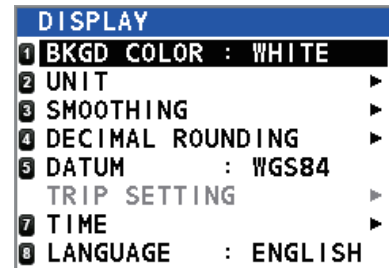 DISPLAY
1 BKGD COLOR : WHITE
2 UNIT ►
3 SMOOTHING ►
4 DECIMAL ROUNDING ►
5 DATUM : WGS84
TRIP SETTING ►
7 TIME ►
8 LANGUAGE : ENGLISH